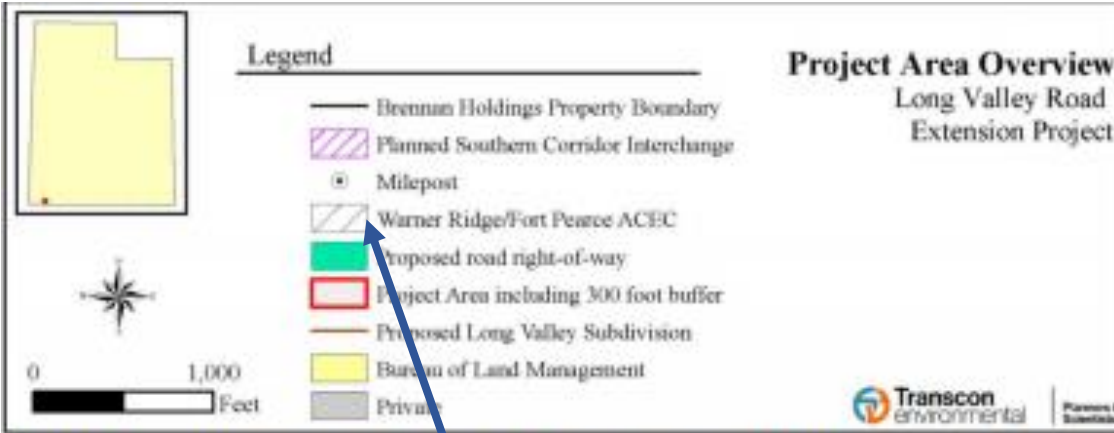 Legend
Brennan Holdings Property Boundary
Planned Southern Corridor Interchange
Milepost
Warner Ridge/Fort Pearce ACEC
Proposed road right-of-way
Project Area including 300 foot buffer
Proposed Long Valley Subdivision
Bureau of Land Management
Private
0 1,000
Feet
Project Area Overview
Long Valley Road
Extension Project
Transcon
environmental